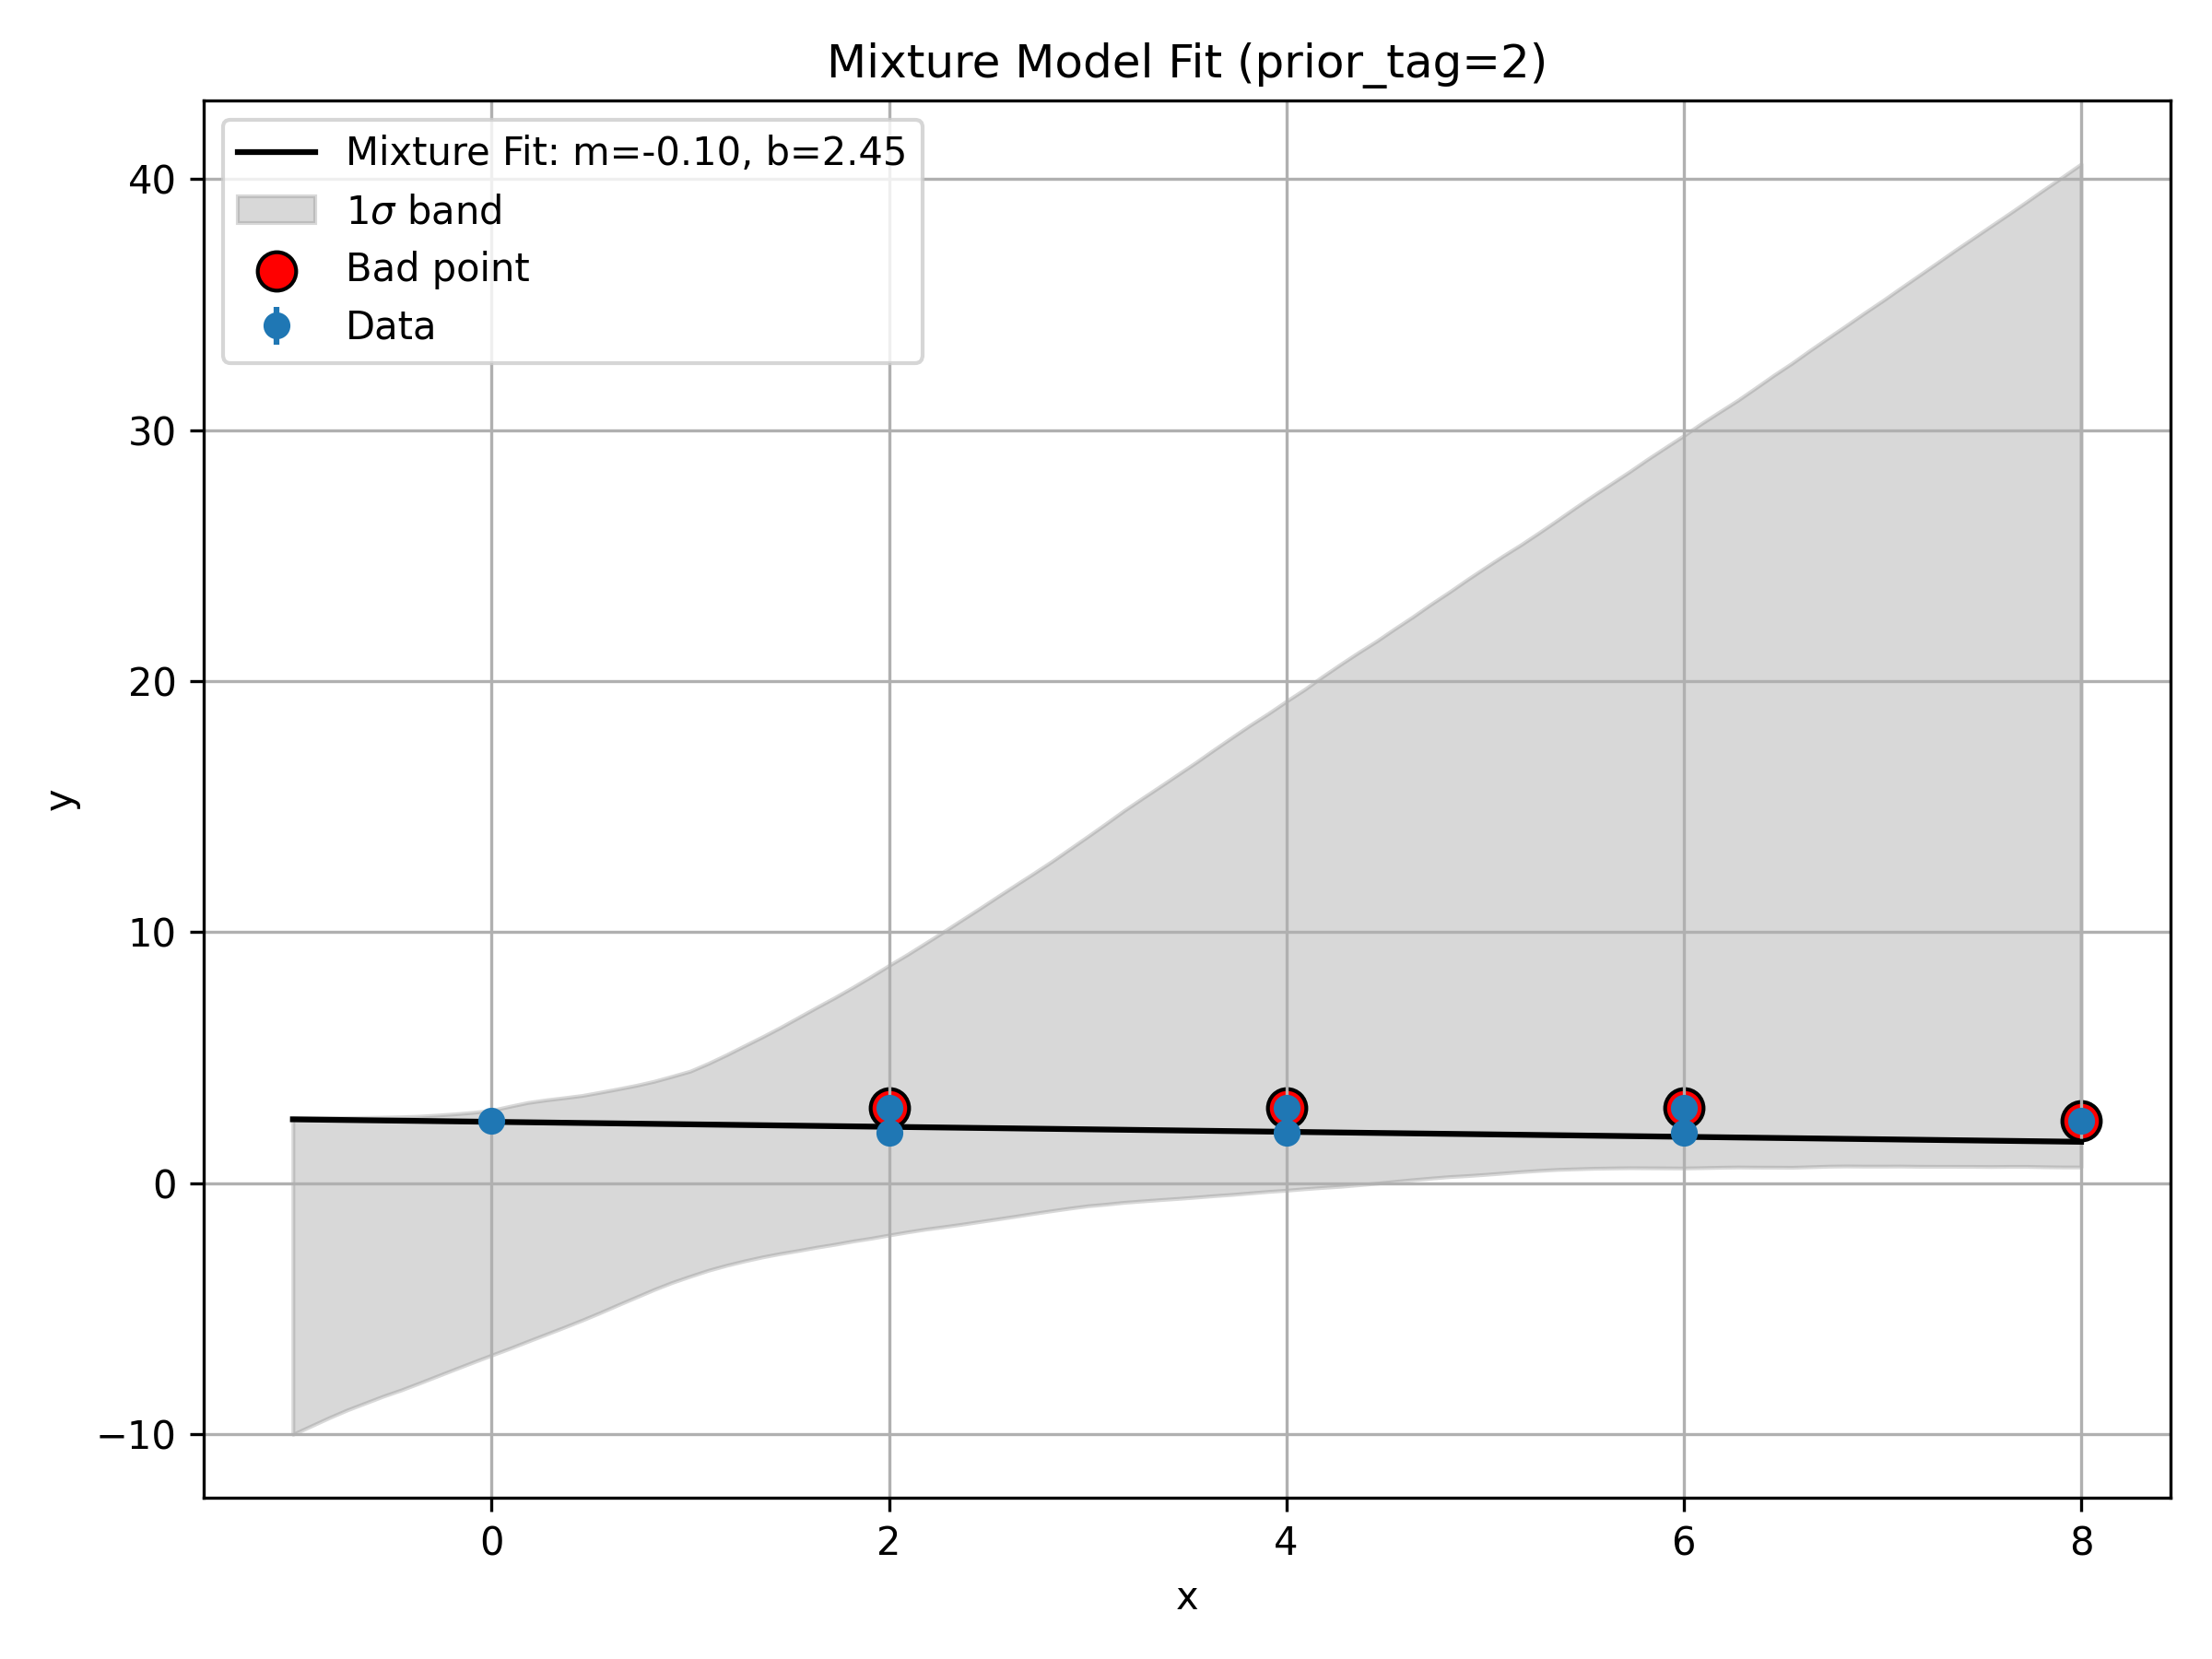 Mixture Model Fit (prior_tag=2)
Mixture Fit: m=-0.10, b=2.45
1σ band
Bad point
Data
40
30
20
10
0
−10
y
0 2 4 6 8
x